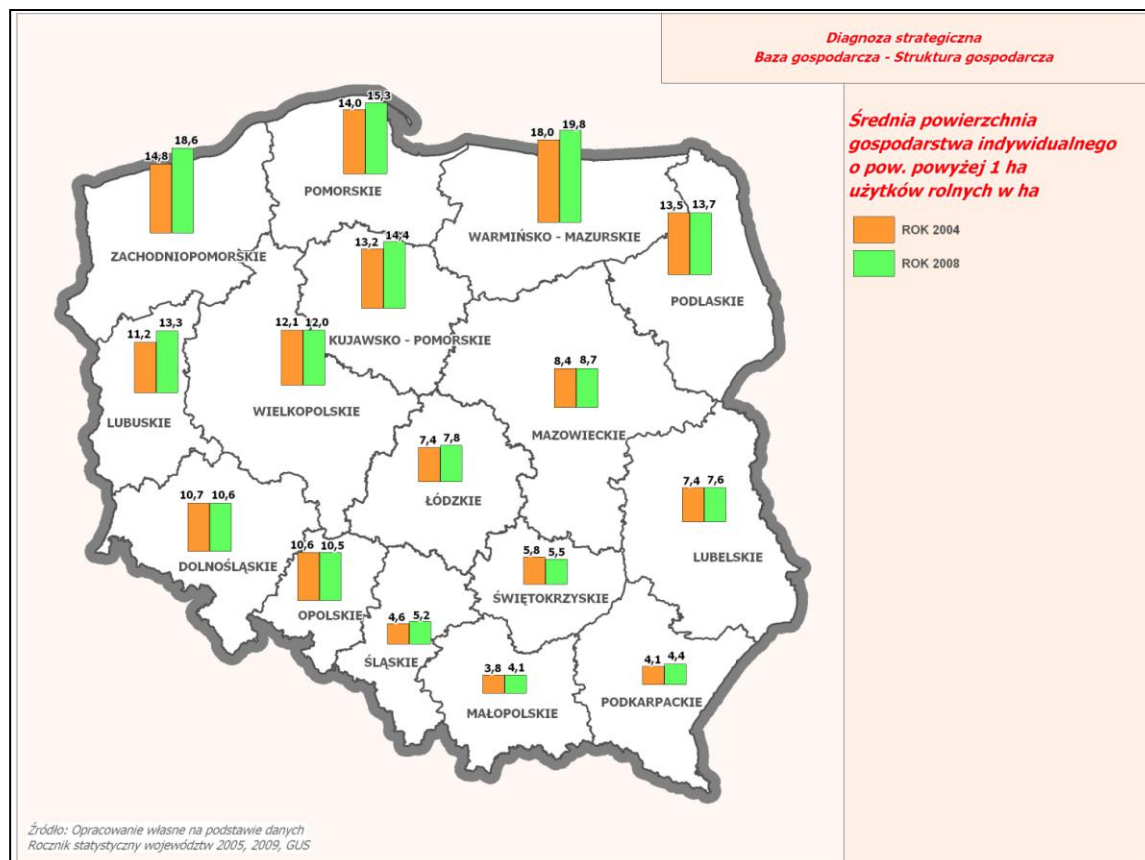 Diagnoza strategiczna
Baza gospodarcza - Struktura gospodarcza
Średnia powierzchnia
gospodarstwa indywidualnego
o pow. powyżej 1 ha
użytków rolnych w ha
ROK 2004
ROK 2008
14,0 15,3
POMORSKIE
14,8 18,6
ZACHODNIOPOMORSKIE
18,0 19,8
WARMIŃSKO - MAZURSKIE
13,5 13,7
PODLASKIE
13,2 14,4
KUJAWSKO - POMORSKIE
11,2 13,3
LUBUSKIE
12,1 12,0
WIELKOPOLSKIE
8,4 8,7
MAZOWIECKIE
7,4 7,8
ŁÓDZKIE
7,4 7,6
LUBELSKIE
10,7 10,6
DOLNOŚLĄSKIE
10,6 10,5
OPOLSKIE
5,8 5,5
ŚWIĘTOKRZYSKIE
4,6 5,2
ŚLĄSKIE
3,8 4,1
MAŁOPOLSKIE
4,1 4,4
PODKARPACKIE
Źródło: Opracowanie własne na podstawie danych
Rocznik statystyczny województw 2005, 2009, GUS